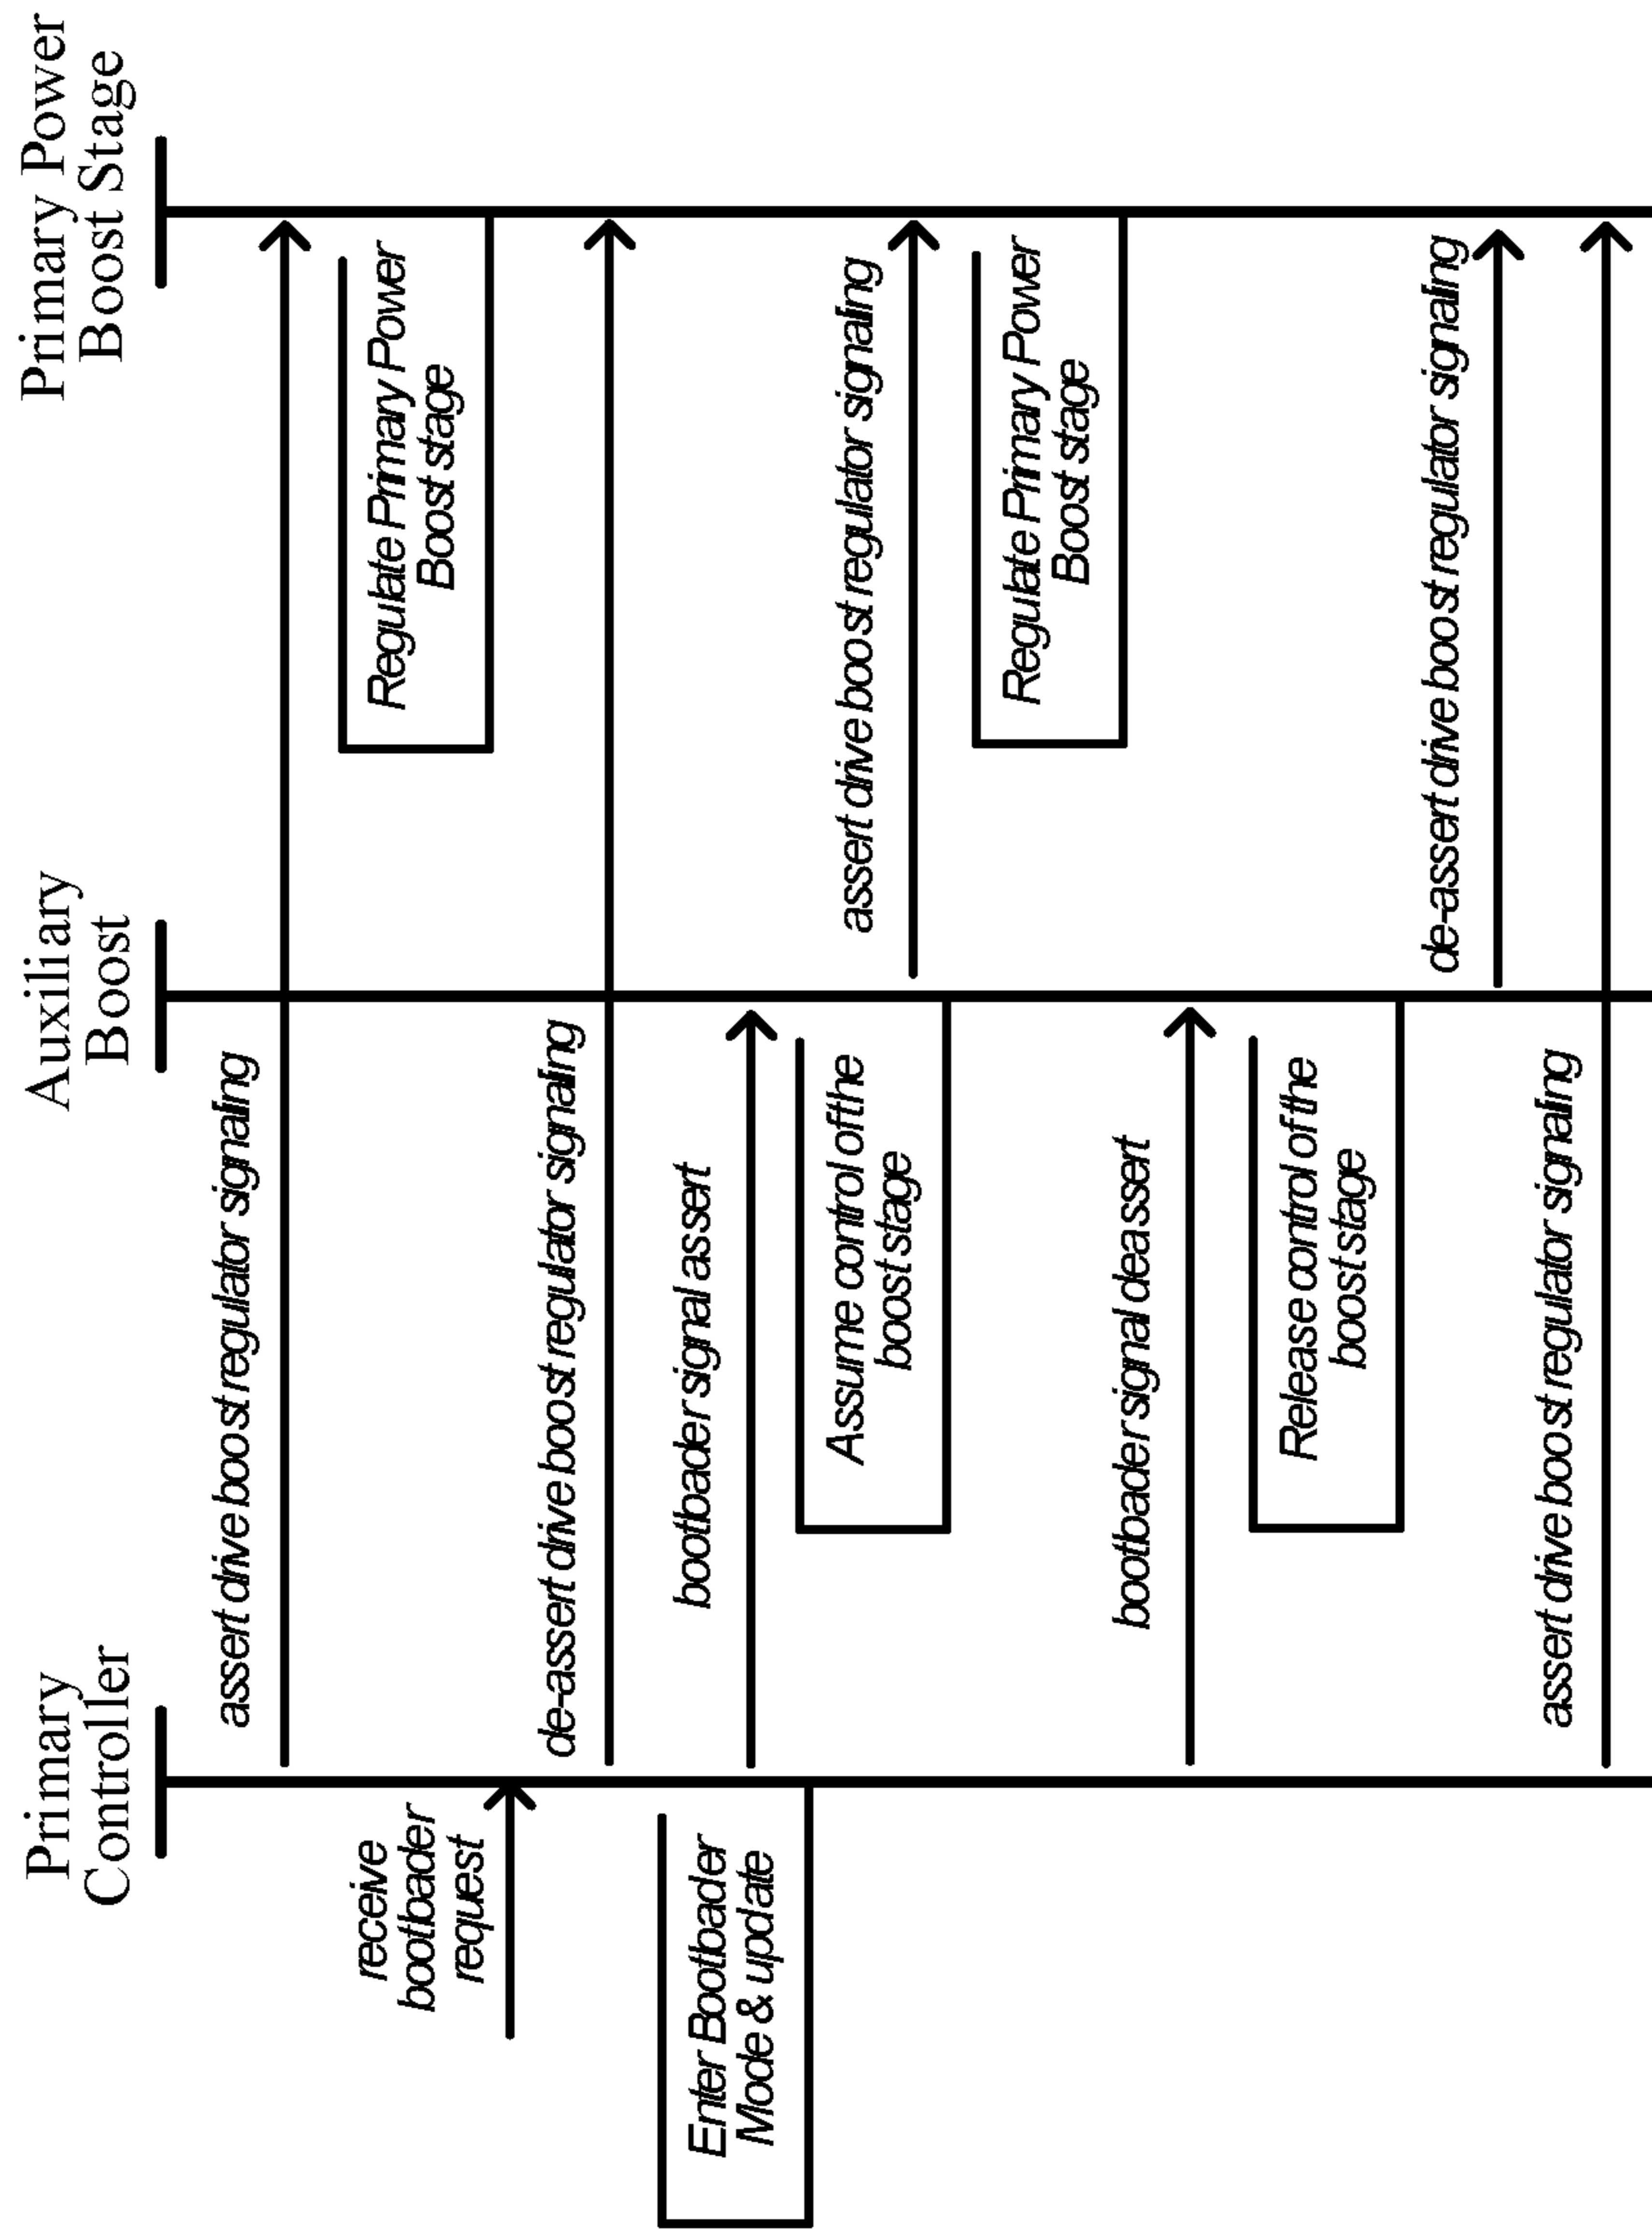 Primary
Controller
Auxiliary
Boost
Primary Power
Boost Stage
assert drive boost regulator signaling
Regulate Primary Power
Boost stage
receive
bootloader
request
de-assert drive boost regulator signaling
Enter Bootloader
Mode & update
bootloader signal assert
Assume control of the
boost stage
assert drive boost regulator signaling
Regulate Primary Power
Boost stage
bootloader signal deassert
Release control of the
boost stage
de-assert drive boost regulator signaling
assert drive boost regulator signaling